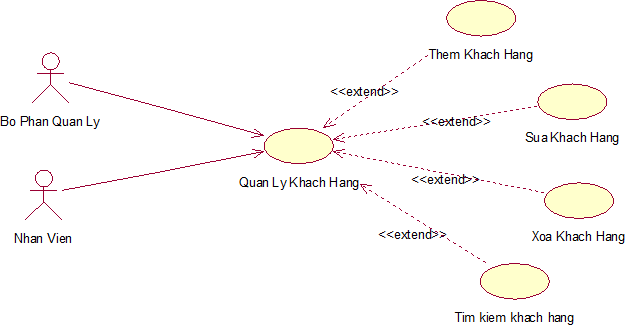 Them Khach Hang
<<extend>>
Bo Phan Quan Ly
<<extend>>
Sua Khach Hang
Quan Ly Khach Hang
<<extend>>
Nhan Vien
Xoa Khach Hang
<<extend>>
Tim kiem khach hang